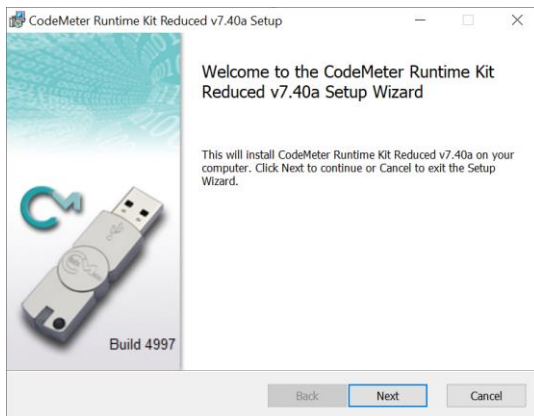 CodeMeter Runtime Kit Reduced v7.40a Setup
Welcome to the CodeMeter Runtime Kit
Reduced v7.40a Setup Wizard
This will install CodeMeter Runtime Kit Reduced v7.40a on your
computer. Click Next to continue or Cancel to exit the Setup
Wizard.
Build 4997
Back
Next
Cancel